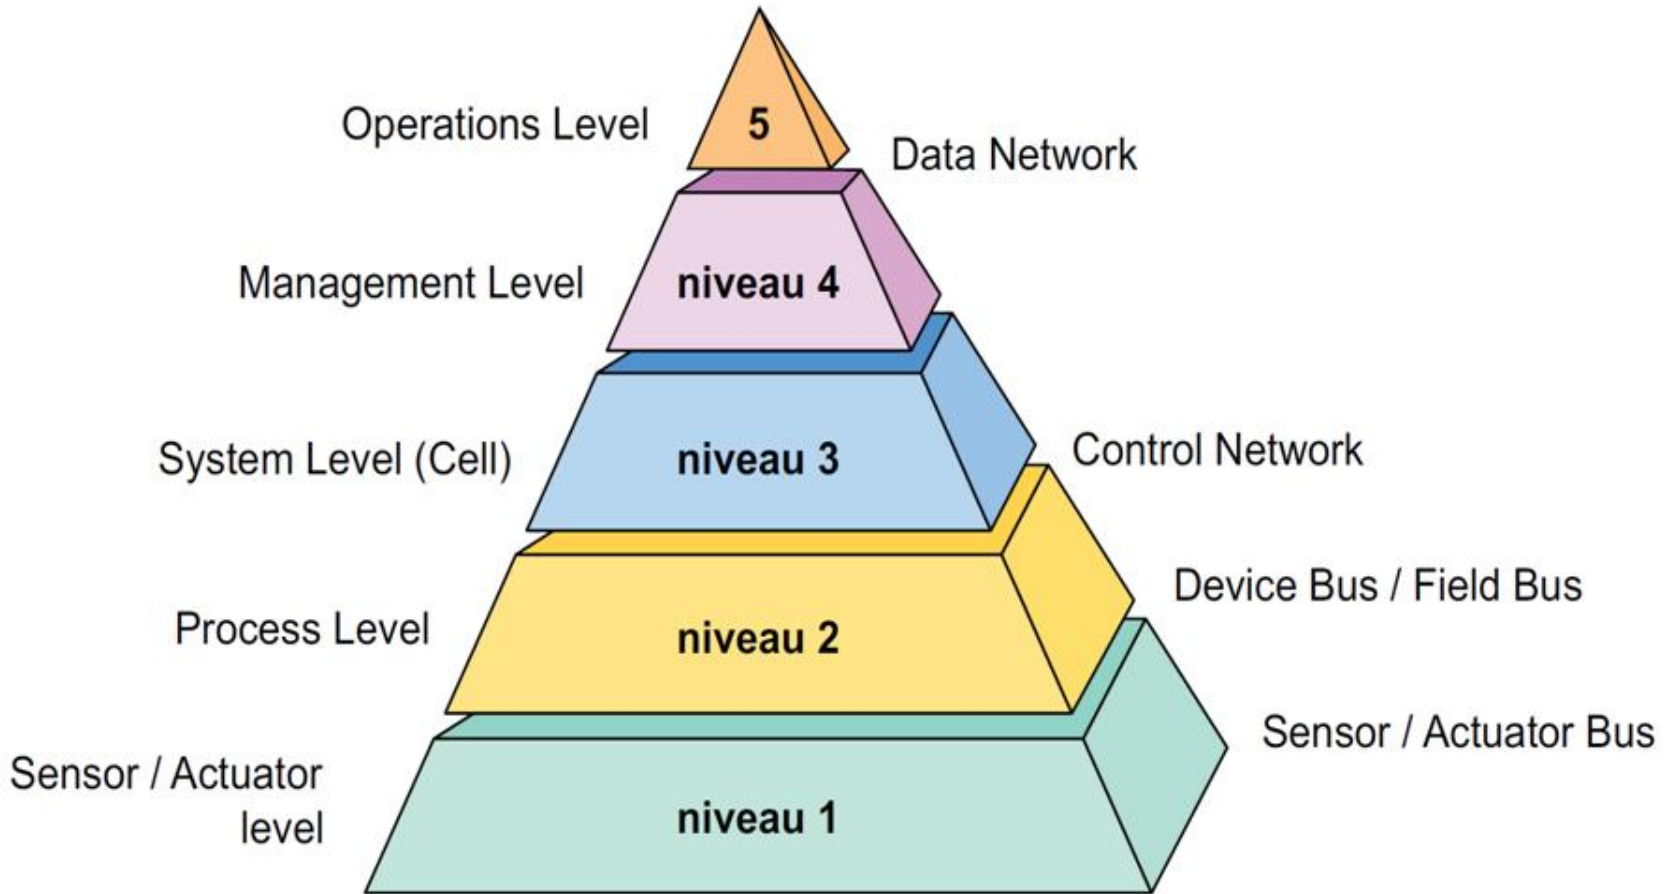 Operations Level
5
Data Network
Management Level
niveau 4
System Level (Cell)
niveau 3
Control Network
Process Level
niveau 2
Device Bus / Field Bus
Sensor / Actuator
level
niveau 1
Sensor / Actuator Bus